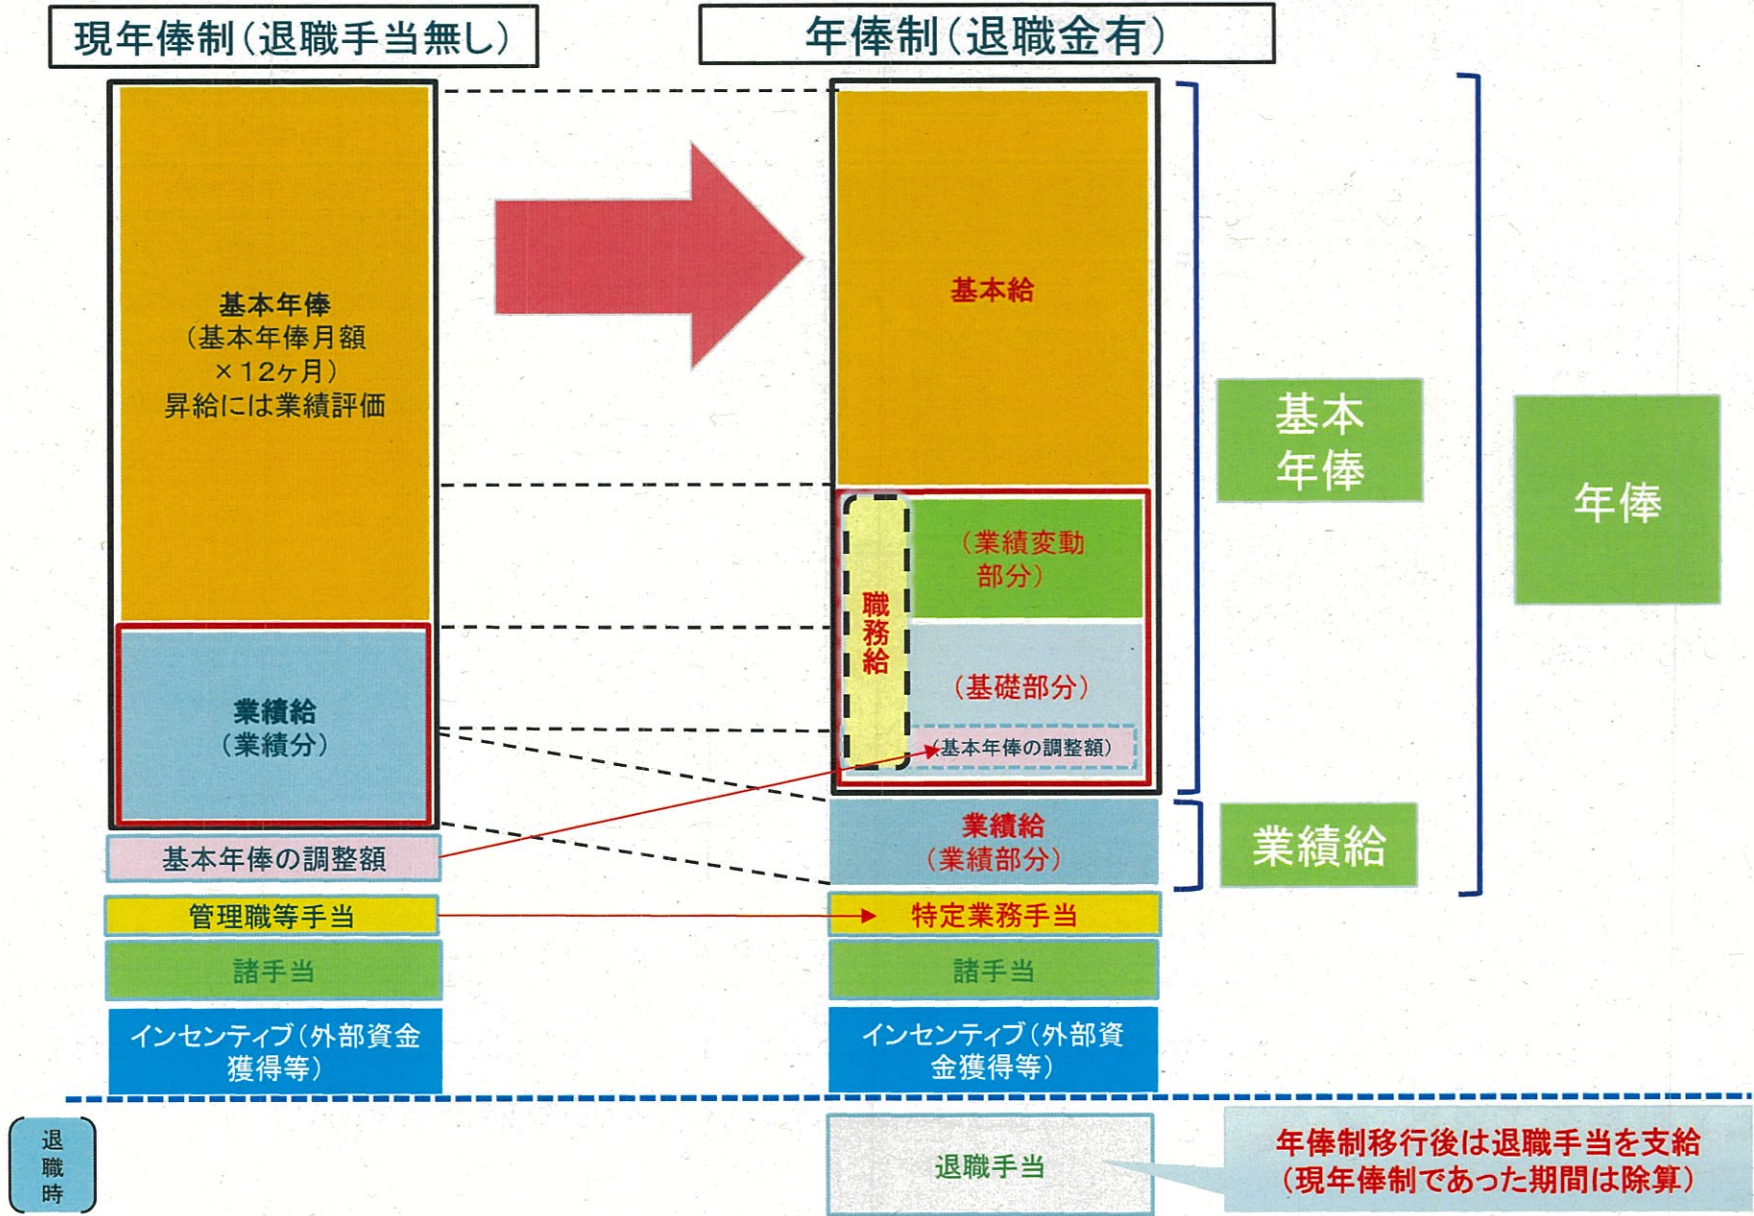 現年俸制(退職手当無し)
年俸制(退職金有)
基本年俸
(基本年俸月額
×12ヶ月)
昇給には業績評価
業績給
(業績分)
基本年俸の調整額
管理職等手当
諸手当
インセンティブ(外部資金
獲得等)
基本給
職務給
(業績変動
部分)
(基礎部分)
(基本年俸の調整額)
業績給
(業績部分)
特定業務手当
諸手当
インセンティブ(外部資
金獲得等)
基本
年俸
業績給
年俸
退職時
退職手当
年俸制移行後は退職手当を支給
(現年俸制であった期間は除算)